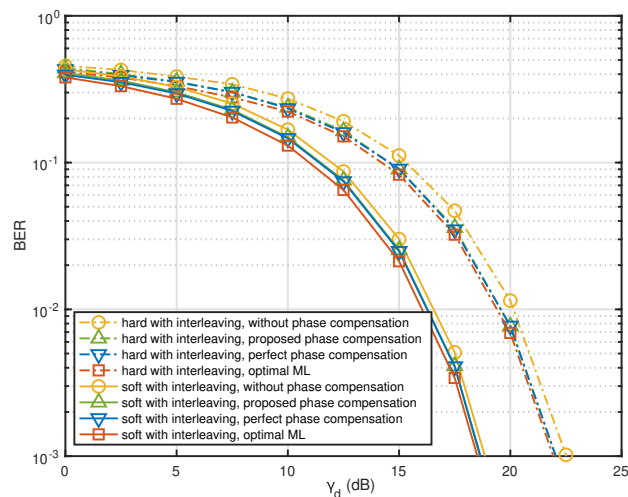 10^0
10^-1
10^-2
10^-3
BER
hard with interleaving, without phase compensation
hard with interleaving, proposed phase compensation
hard with interleaving, perfect phase compensation
hard with interleaving, optimal ML
soft with interleaving, without phase compensation
soft with interleaving, proposed phase compensation
soft with interleaving, perfect phase compensation
soft with interleaving, optimal ML
0 5 10 15 20 25
γ_d (dB)